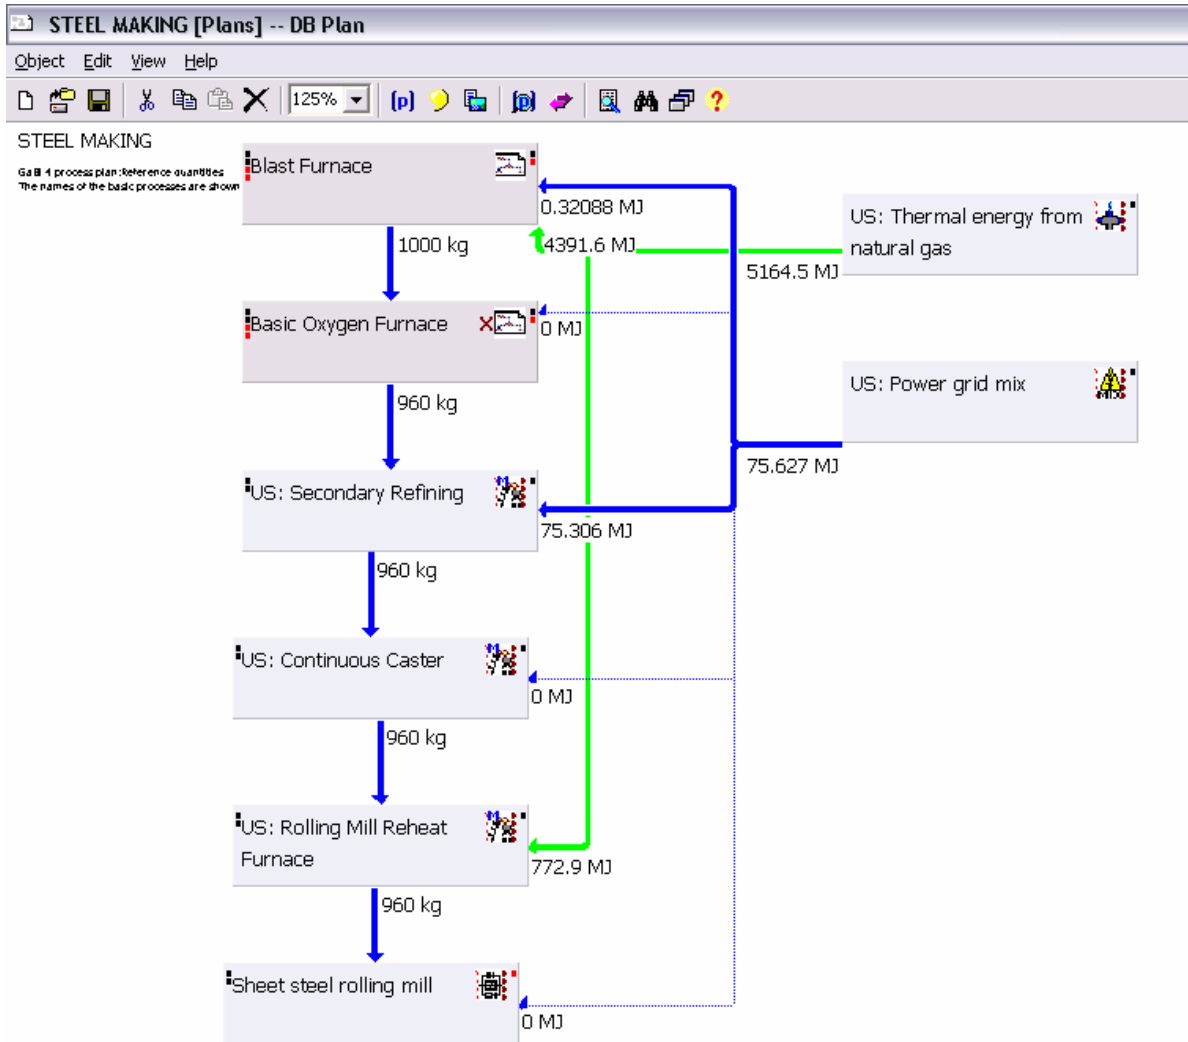 STEEL MAKING [Plans] -- DB Plan
Object Edit View Help
125%
(p)
(p)
?
STEEL MAKING
GaBi 4 process plan:Reference quantities
The names of the basic processes are shown
Blast Furnace
0.32088 MJ
US: Thermal energy from
natural gas
1000 kg
4391.6 MJ
5164.5 MJ
Basic Oxygen Furnace
X
0 MJ
960 kg
US: Power grid mix
75.627 MJ
US: Secondary Refining
75.306 MJ
960 kg
US: Continuous Caster
0 MJ
960 kg
US: Rolling Mill Reheat
Furnace
772.9 MJ
960 kg
Sheet steel rolling mill
0 MJ